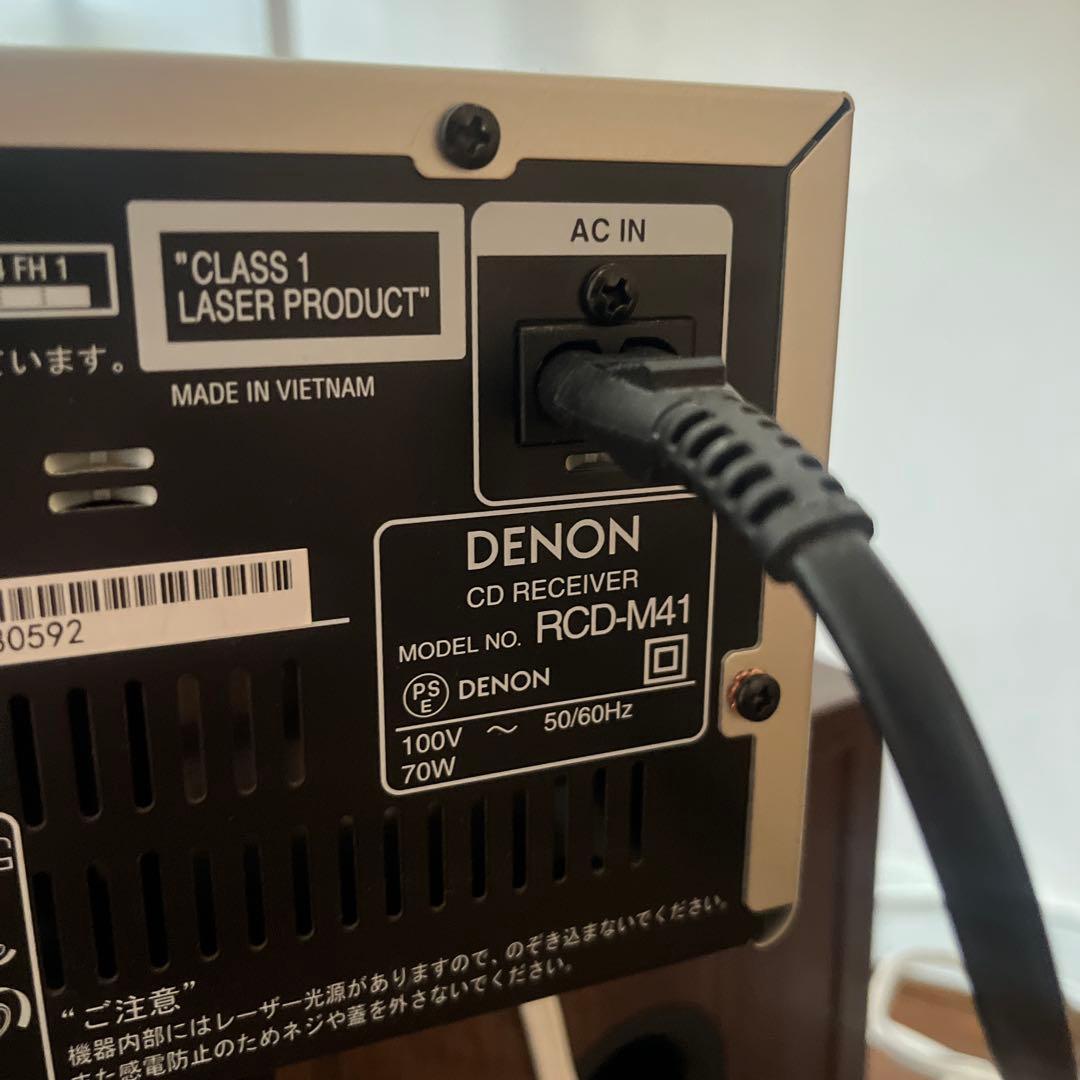 FH 1
"CLASS 1
LASER PRODUCT"
AC IN
います。
MADE IN VIETNAM
DENON
CD RECEIVER
MODEL NO. RCD-M41
PS
E
DENON
100V ～ 50/60Hz
70W
0592
“ご注意”
機器内部にはレーザー光源がありますので、のぞき込まないでください。
また感電防止のためネジや蓋を外さないでください。